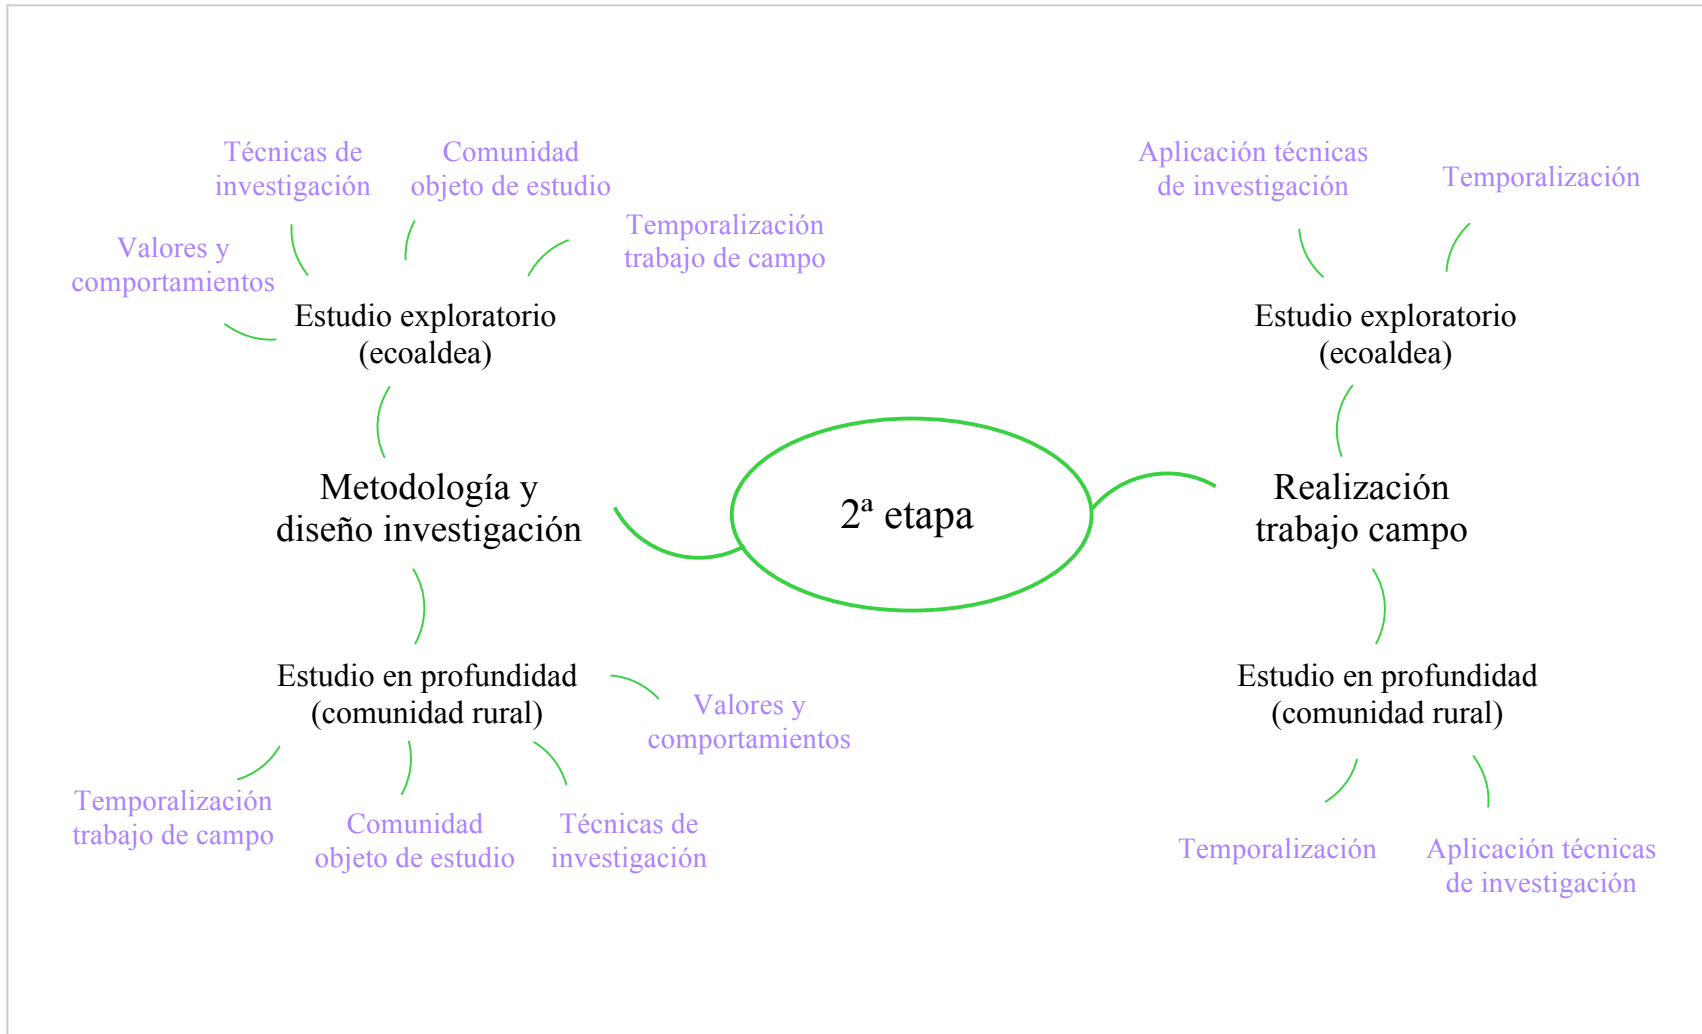 Técnicas de
investigación
Comunidad
objeto de estudio
Temporalización
trabajo de campo
Valores y
comportamientos
Estudio exploratorio
(ecoaldea)
Metodología y
diseño investigación
Estudio en profundidad
(comunidad rural)
Valores y
comportamientos
Temporalización
trabajo de campo
Comunidad
objeto de estudio
Técnicas de
investigación
2ª etapa
Aplicación técnicas
de investigación
Temporalización
Estudio exploratorio
(ecoaldea)
Realización
trabajo campo
Estudio en profundidad
(comunidad rural)
Temporalización
Aplicación técnicas
de investigación